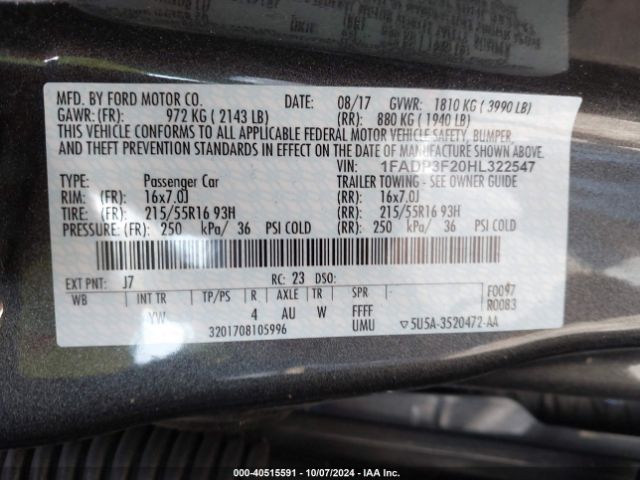 MFD. BY FORD MOTOR CO. DATE: 08/17 GVWR: 1810 KG ( 3990 LB)
GAWR: (FR): 972 KG ( 2143 LB) (RR): 880 KG ( 1940 LB)
THIS VEHICLE CONFORMS TO ALL APPLICABLE FEDERAL MOTOR VEHICLE SAFETY, BUMPER,
AND THEFT PREVENTION STANDARDS IN EFFECT ON THE DATE OF MANUFACTURE SHOWN ABOVE.
VIN: 1FADP3F20HL322547
TYPE: Passenger Car TRAILER TOWING - SEE OWNER GUIDE
RIM: (FR): 16x7.0J (RR): 16x7.0J
TIRE: (FR): 215/55R16 93H (RR): 215/55R16 93H
PRESSURE: (FR) 250 kPa/ 36 PSI COLD (RR): 250 kPa/ 36 PSI COLD
EXT PNT: J7 RC: 23 DSO: F0097
WB INT TR TP/PS R AXLE TR SPR R0083
YW 4 AU W FFFF
3201708105996 UMU ▽5U5A-3520472-AA
000-40515591 - 10/07/2024 - IAA Inc.